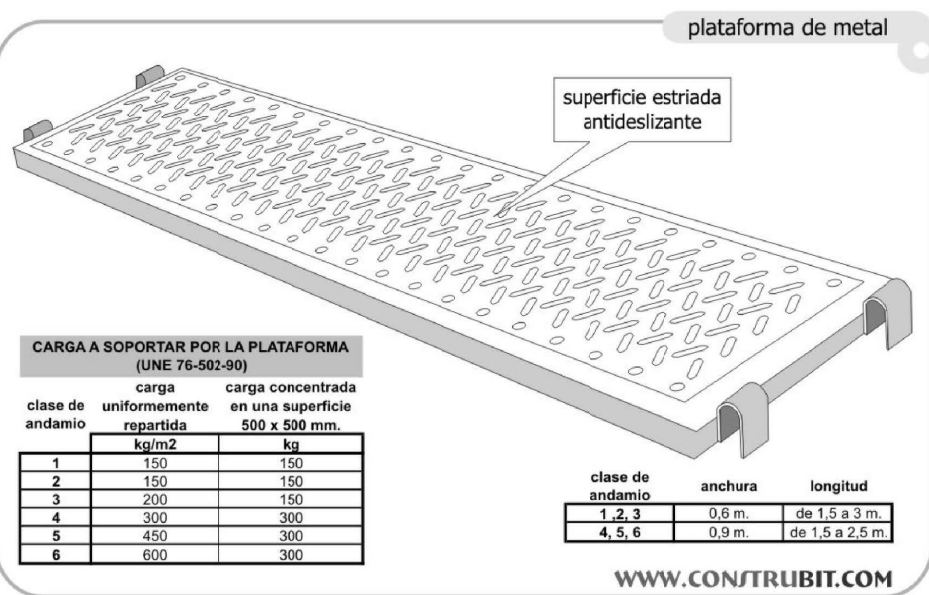 plataforma de metal
superficie estriada
antideslizante
CARGA A SOPORTAR POR LA PLATAFORMA
(UNE 76-502-90)
clase de andamio carga uniformemente repartida carga concentrada en una superficie 500 x 500 mm.
kg/m2 kg
1 150 150
2 150 150
3 200 150
4 300 300
5 450 300
6 600 300
clase de andamio anchura longitud
1 ,2, 3 0,6 m. de 1,5 a 3 m.
4, 5, 6 0,9 m. de 1,5 a 2,5 m.
WWW.CONSTRUBIT.COM